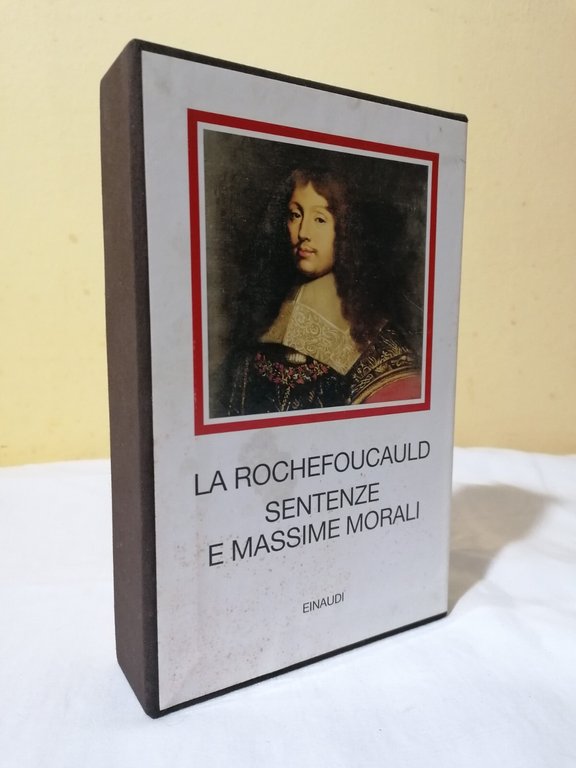 LA ROCHEFOUCAULD
SENTENZE
E MASSIME MORALI
EINAUDI